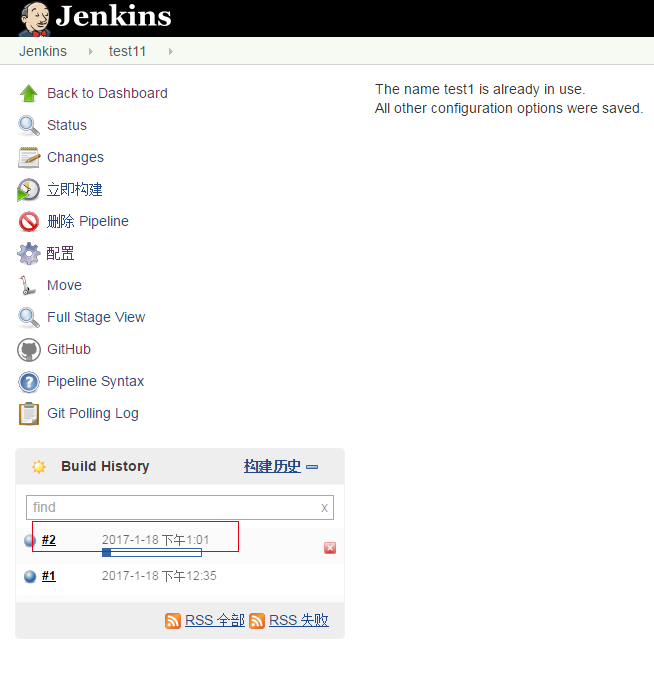 Jenkins
Jenkins test11
Back to Dashboard
Status
Changes
立即构建
删除 Pipeline
配置
Move
Full Stage View
GitHub
Pipeline Syntax
Git Polling Log
Build History 构建历史
find x
#2 2017-1-18 下午1:01
#1 2017-1-18 下午12:35
RSS 全部 RSS 失败
The name test1 is already in use.
All other configuration options were saved.